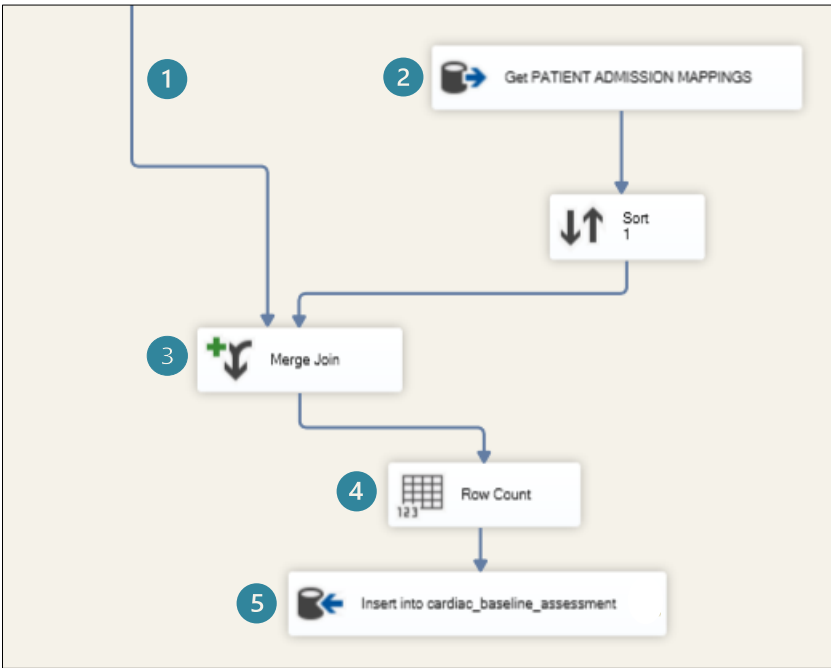 1
2
Get PATIENT ADMISSION MAPPINGS
Sort
1
3
Merge Join
4
123
Row Count
5
Insert into cardiac_baseline_assessment